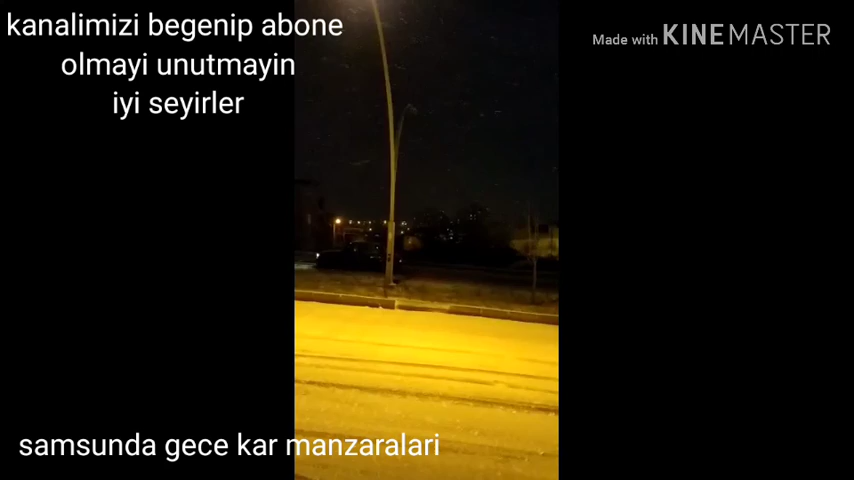 kanalimizi begenip abone
olmayi unutmayin
iyi seyirler
Made with KINEMASTER
samsunda gece kar manzaralari